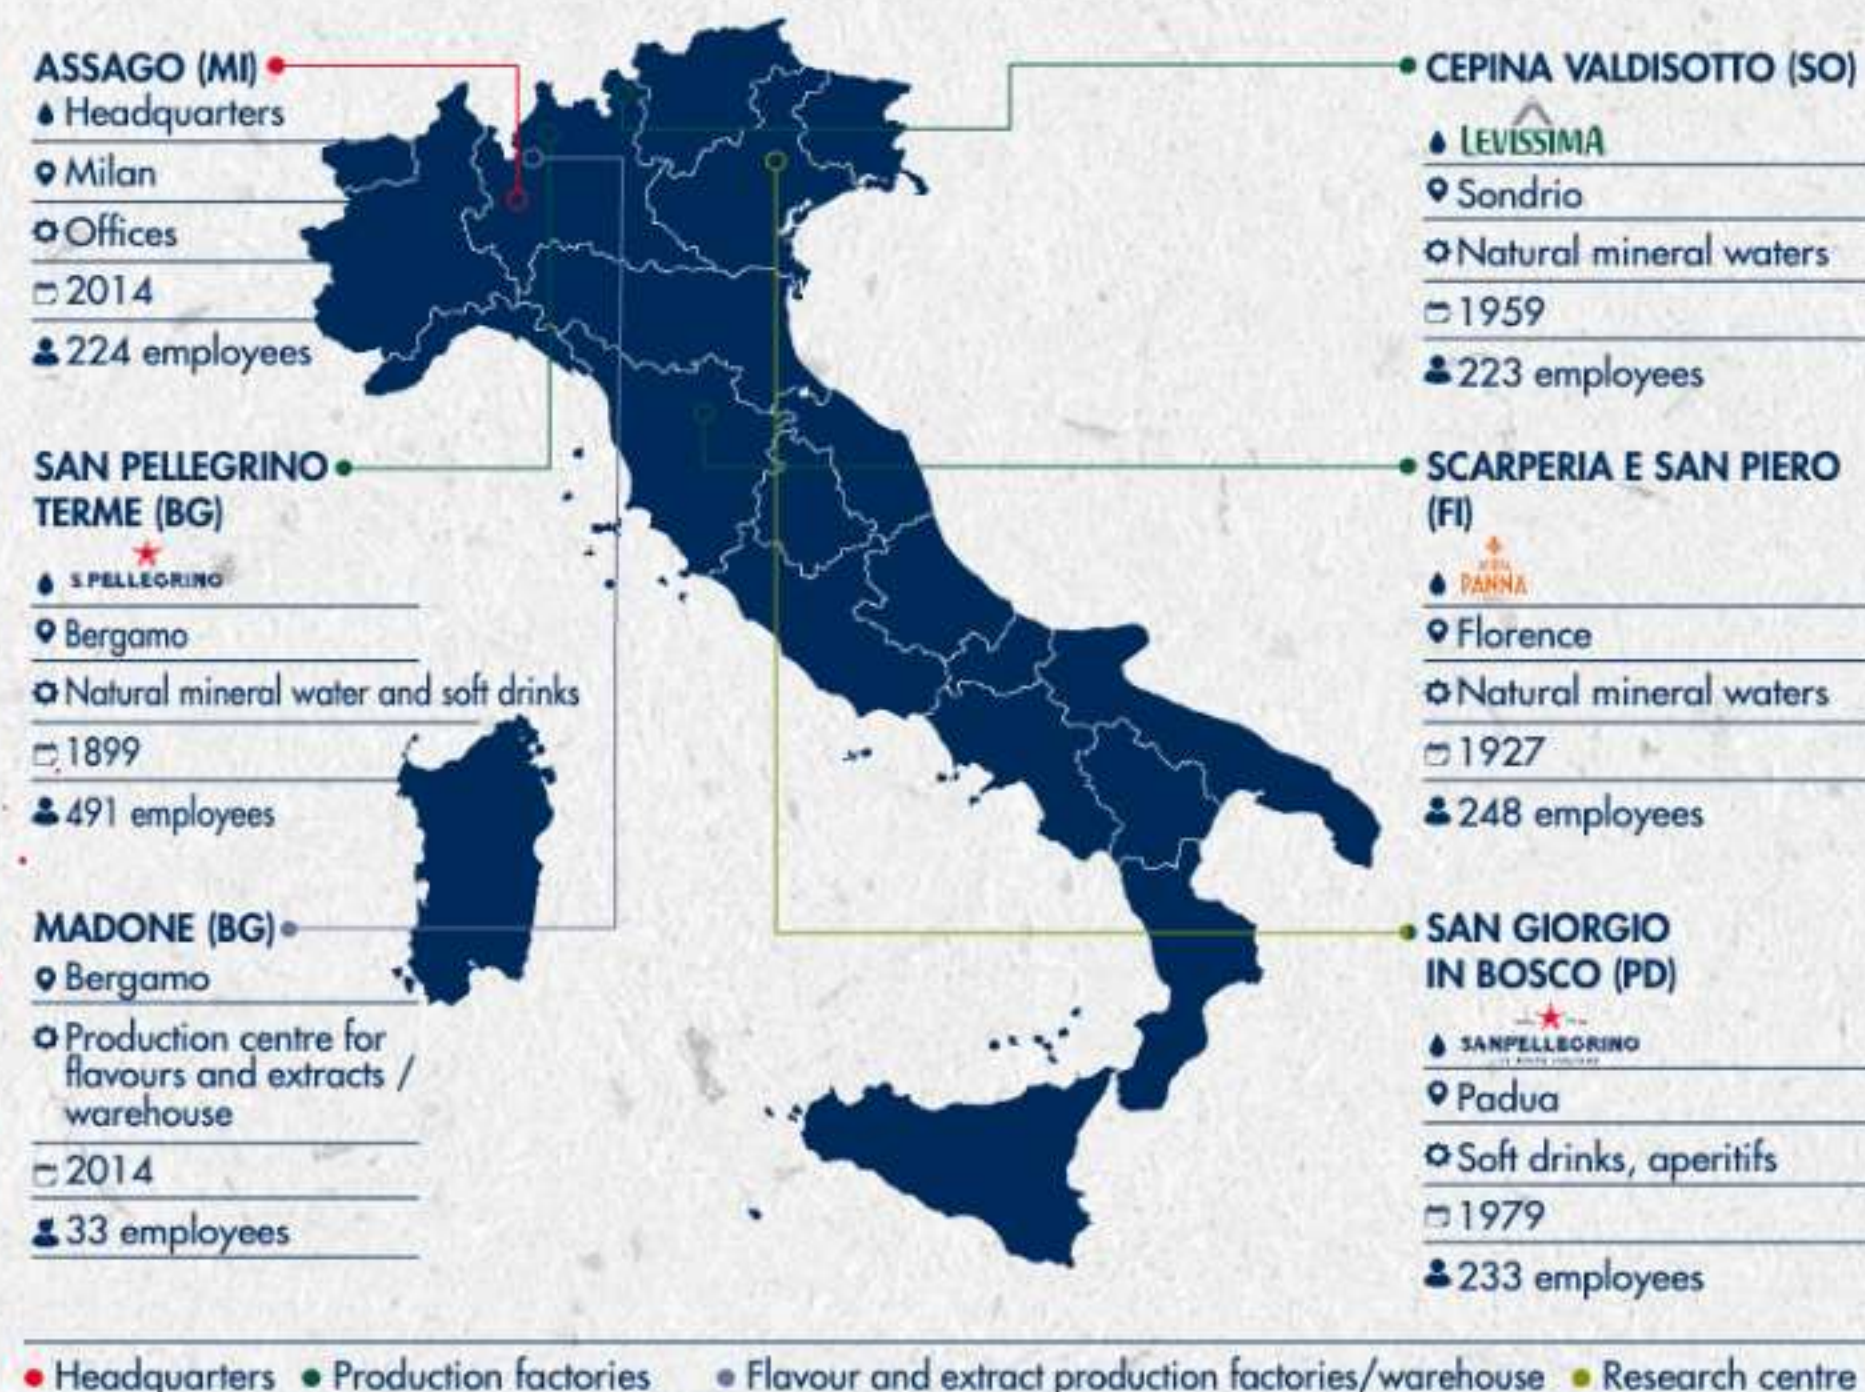 ASSAGO (MI)
Headquarters
Milan
Offices
2014
224 employees
SAN PELLEGRINO
TERME (BG)
S.PELLEGRINO
Bergamo
Natural mineral water and soft drinks
1899
491 employees
MADONE (BG)
Bergamo
Production centre for
flavours and extracts /
warehouse
2014
33 employees
CEPINA VALDISOTTO (SO)
LEVISSIMA
Sondrio
Natural mineral waters
1959
223 employees
SCARPERIA E SAN PIERO
(FI)
PANNA
Florence
Natural mineral waters
1927
248 employees
SAN GIORGIO
IN BOSCO (PD)
SANPELLEGRINO
Padua
Soft drinks, aperitifs
1979
233 employees
Headquarters Production factories Flavour and extract production factories/warehouse Research centre